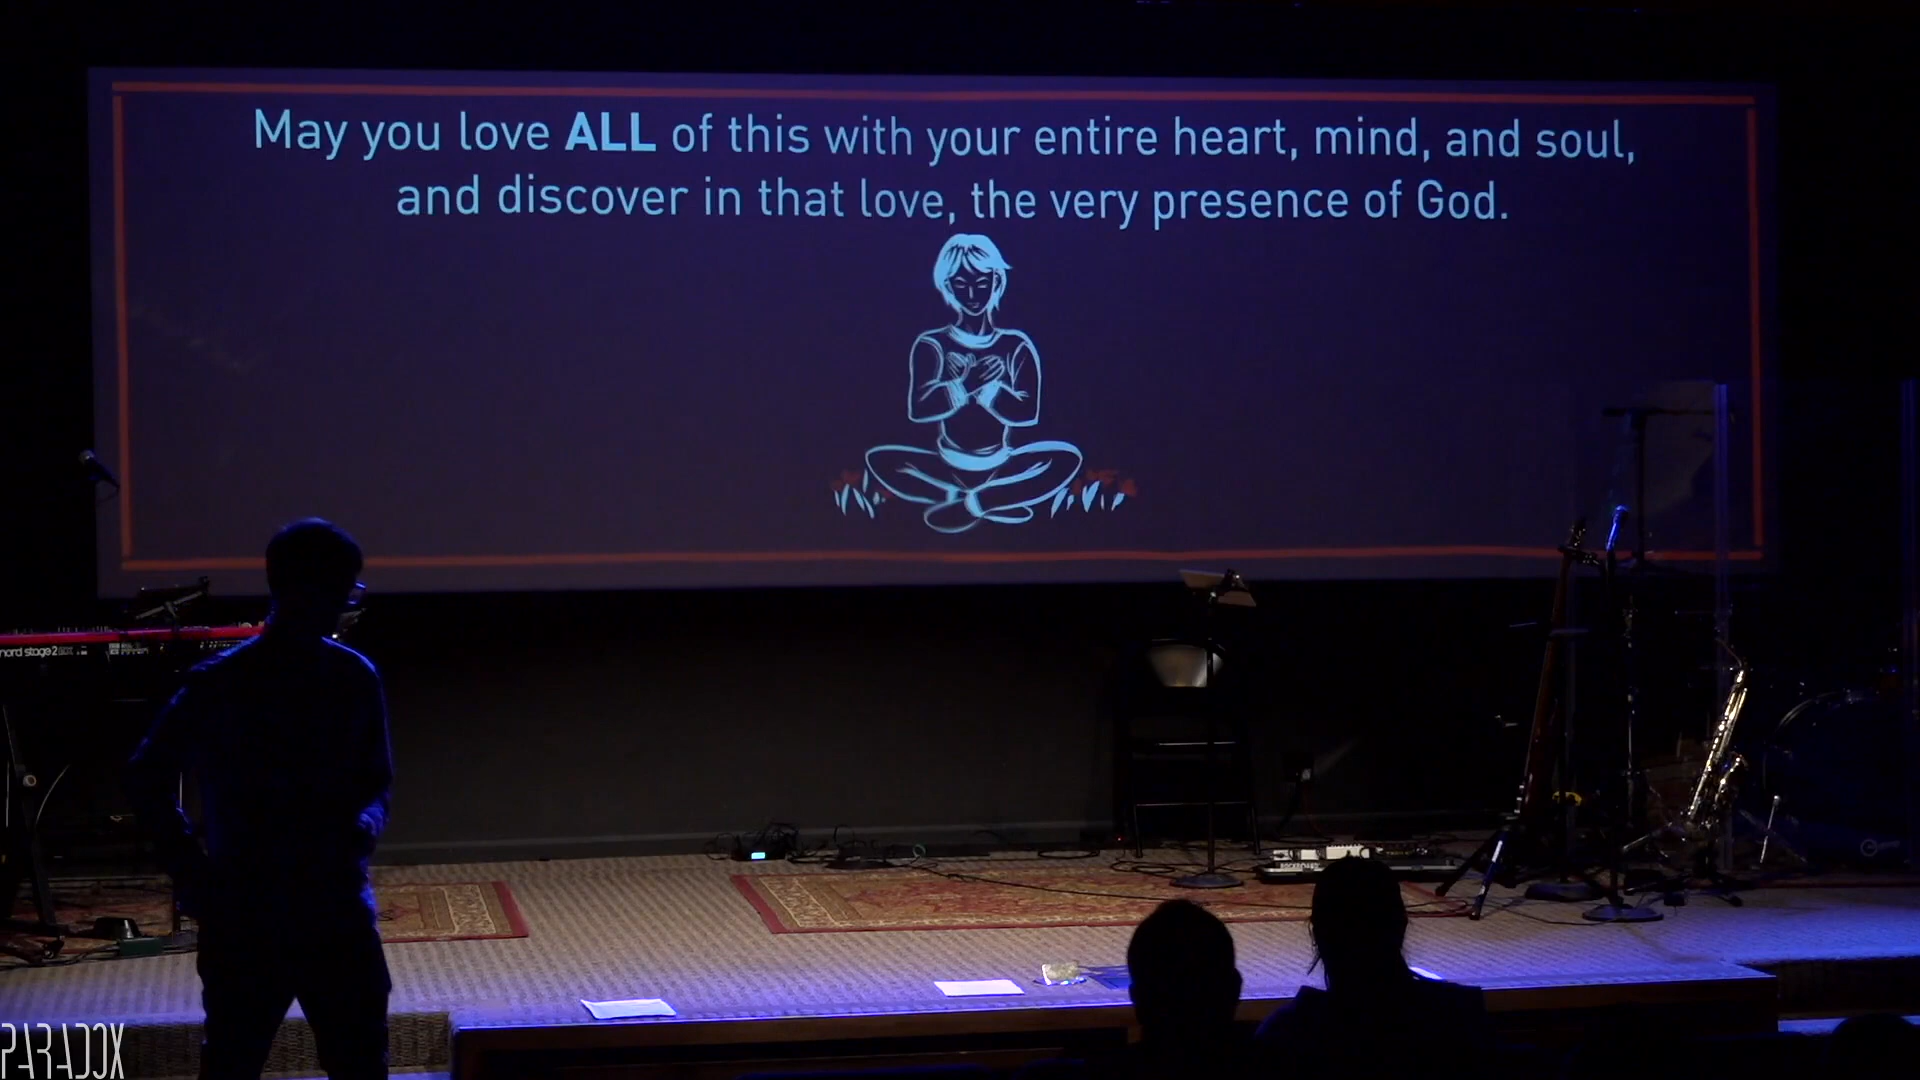 May you love ALL of this with your entire heart, mind, and soul,
and discover in that love, the very presence of God.
nord stage 2
PARADOX